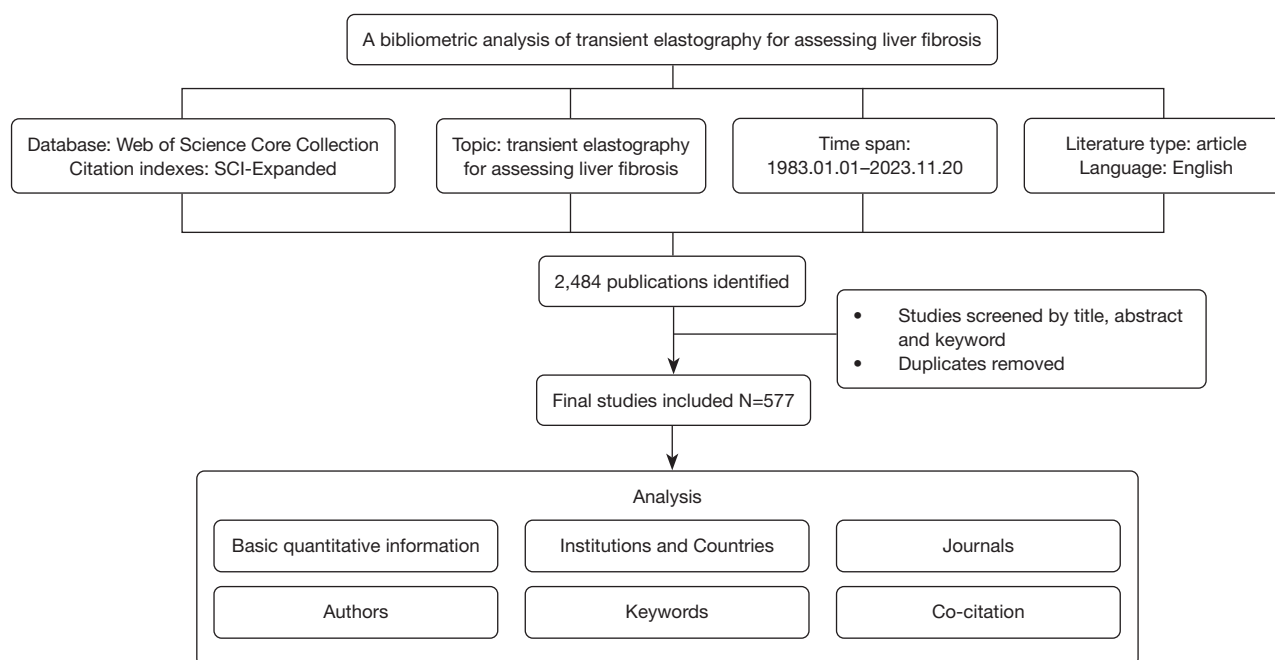 A bibliometric analysis of transient elastography for assessing liver fibrosis
Database: Web of Science Core Collection
Citation indexes: SCI-Expanded
Topic: transient elastography
for assessing liver fibrosis
Time span:
1983.01.01–2023.11.20
Literature type: article
Language: English
2,484 publications identified
• Studies screened by title, abstract
and keyword
• Duplicates removed
Final studies included N=577
Analysis
Basic quantitative information
Institutions and Countries
Journals
Authors
Keywords
Co-citation